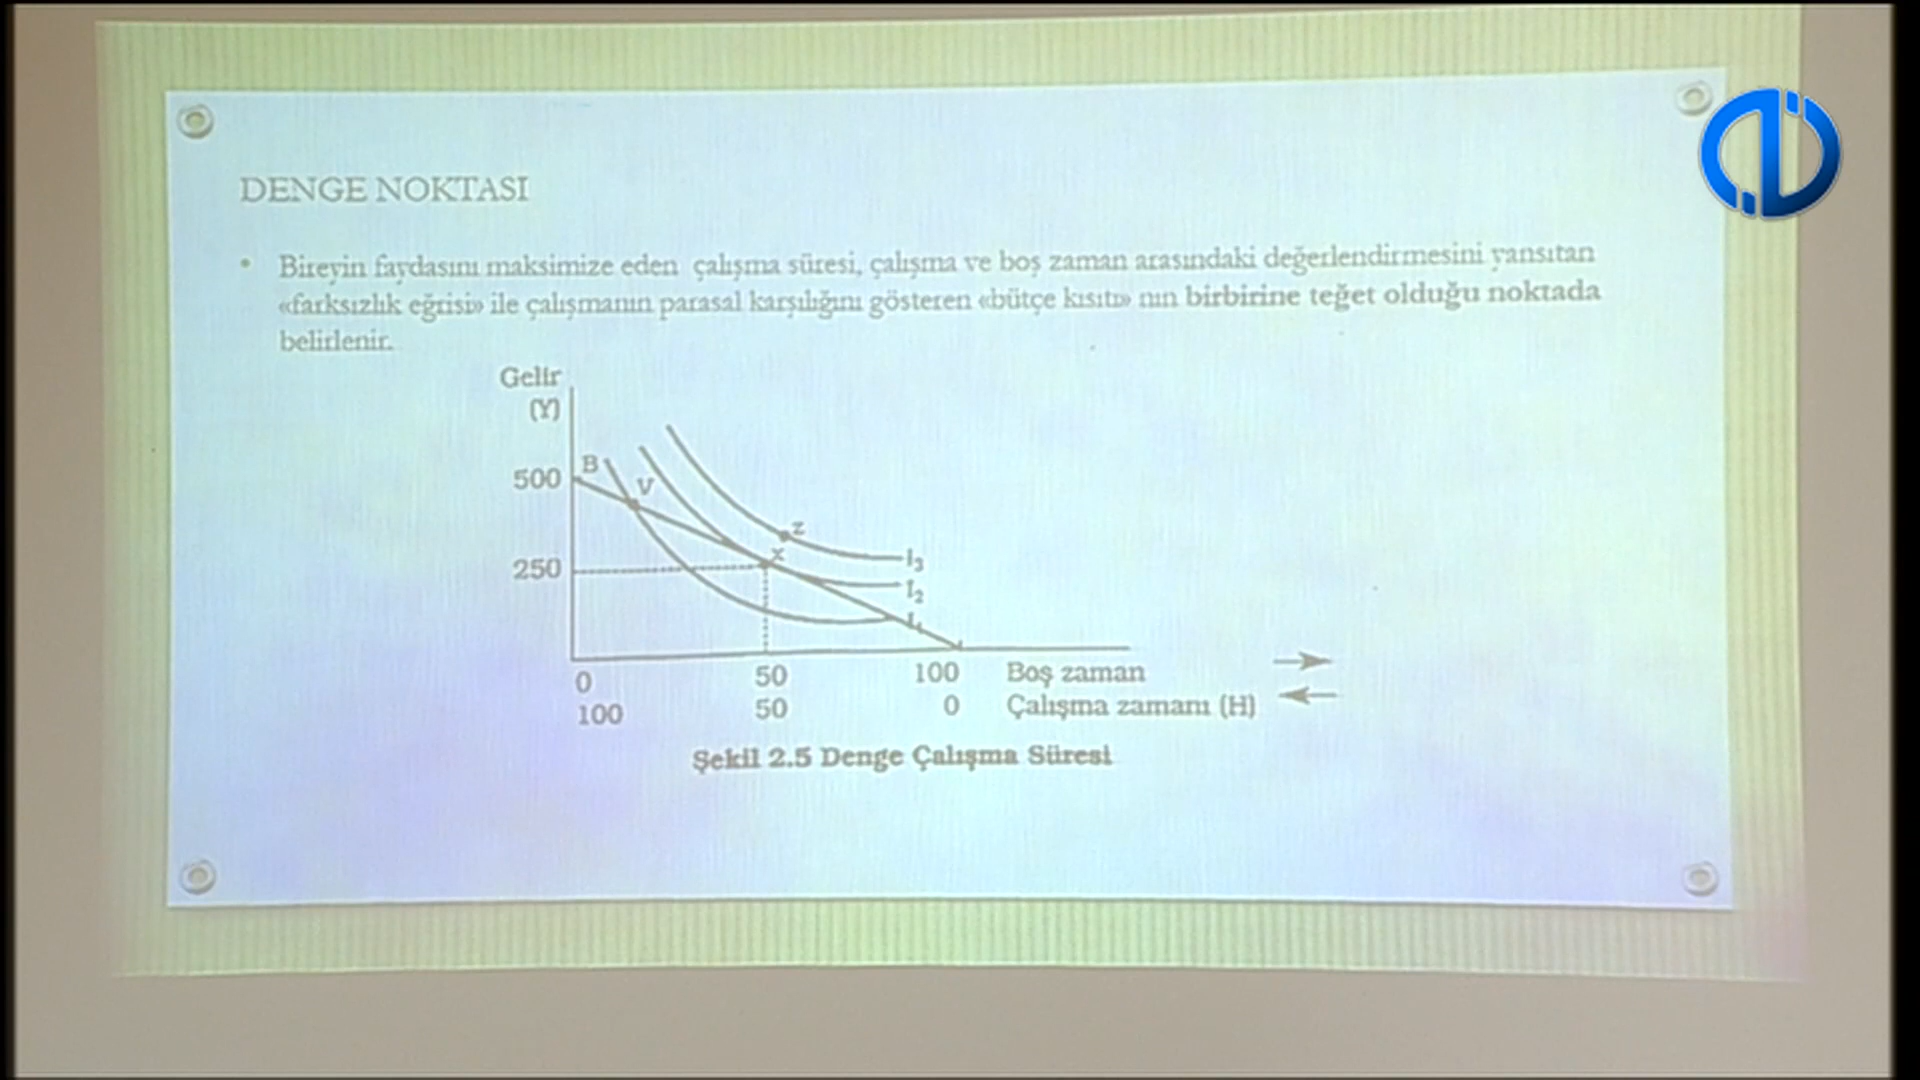 DENGE NOKTASI
• Bireyin faydasını maksimize eden çalışma süresi, çalışma ve boş zaman arasındaki değerlendirmesini yansıtan
«farksızlık eğrisi» ile çalışmanın parasal karşılığını gösteren «bütçe kısıtı» nın birbirine teğet olduğu noktada
belirlenir.
Gelir
(Y)
500
B
V
250
Z
X
I₃
I₂
I₁
0 50 100 Boş zaman
100 50 0 Çalışma zamanı (H)
Şekil 2.5 Denge Çalışma Süresi